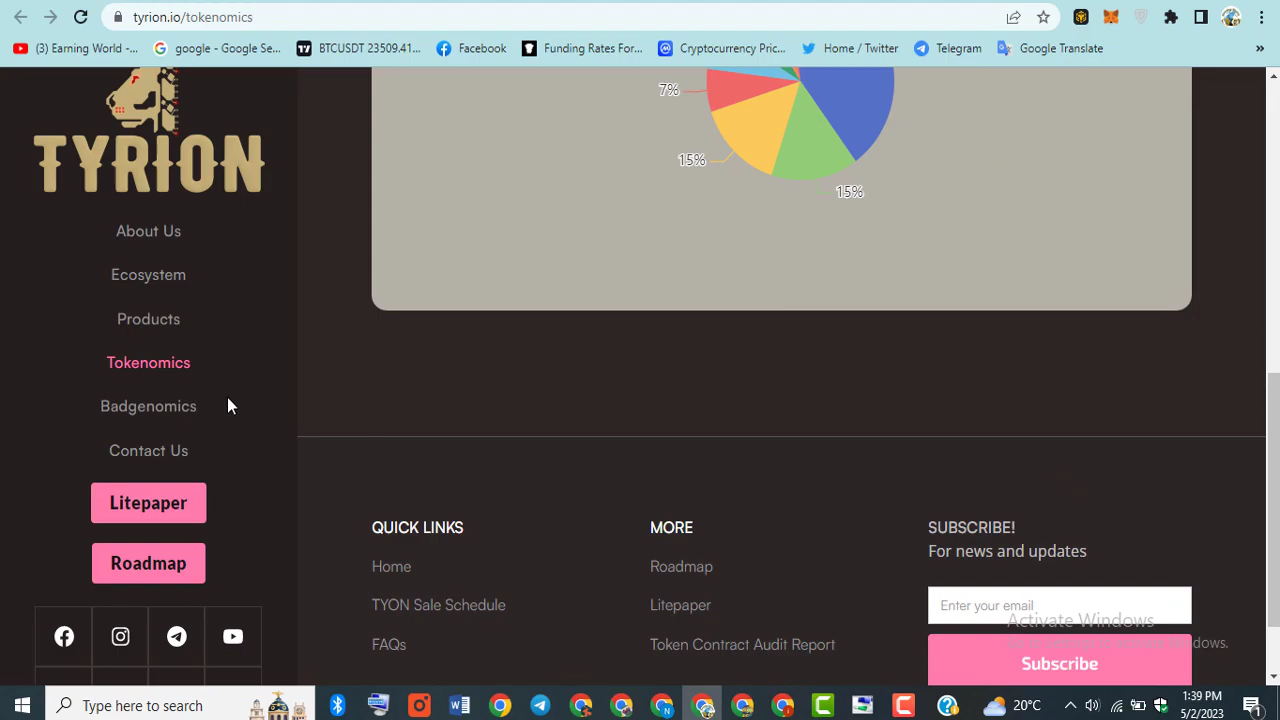 tyrion.io/tokenomics
(3) Earning World -...
google - Google Se...
BTCUSDT 23509.41...
Facebook
Funding Rates For...
Cryptocurrency Pric...
Home / Twitter
Telegram
Google Translate
»
TYRION
About Us
Ecosystem
Products
Tokenomics
Badgenomics
Contact Us
Litepaper
Roadmap
7%
15%
15%
QUICK LINKS
Home
TYON Sale Schedule
FAQs
MORE
Roadmap
Litepaper
Token Contract Audit Report
SUBSCRIBE!
For news and updates
Enter your email
Activate Windows
Subscribe
Type here to search
20°C
1:39 PM
5/2/2023